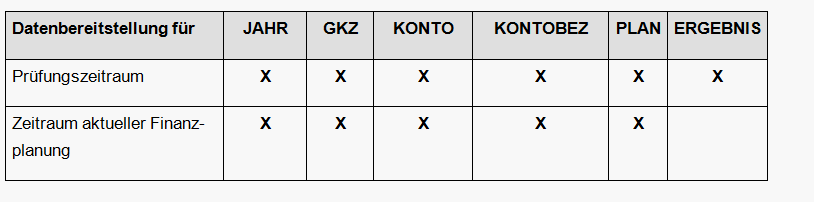 Datenbereitstellung für JAHR GKZ KONTO KONTOBEZ PLAN ERGEBNIS
Prüfungszeitraum X X X X X X
Zeitraum aktueller Finanz- X X X X X
planung